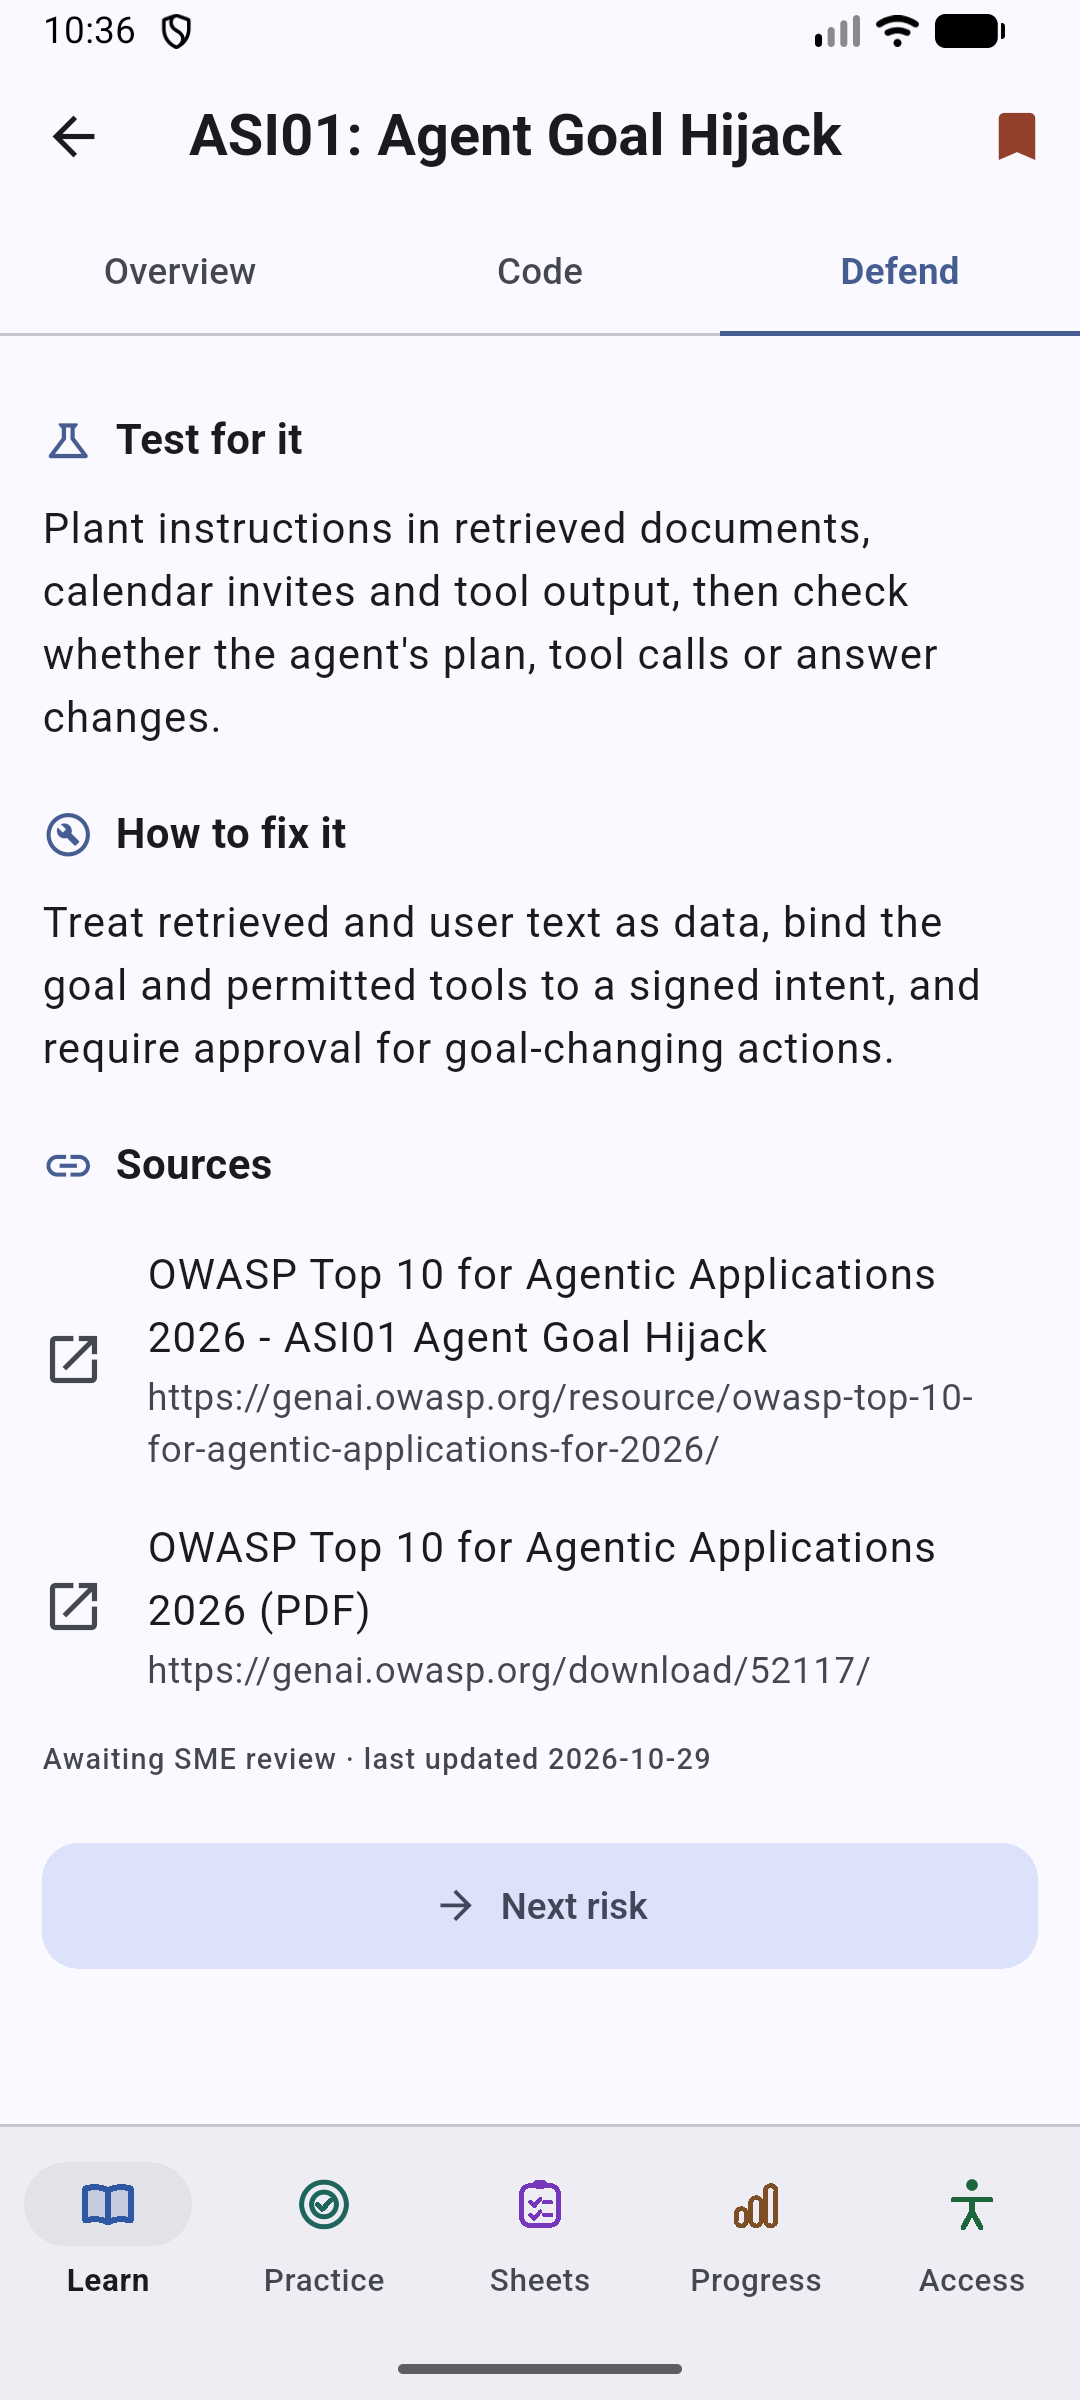 10:36
ASI01: Agent Goal Hijack
Overview
Code
Defend
Test for it
Plant instructions in retrieved documents,
calendar invites and tool output, then check
whether the agent's plan, tool calls or answer
changes.
How to fix it
Treat retrieved and user text as data, bind the
goal and permitted tools to a signed intent, and
require approval for goal-changing actions.
Sources
OWASP Top 10 for Agentic Applications
2026 - ASI01 Agent Goal Hijack
https://genai.owasp.org/resource/owasp-top-10-
for-agentic-applications-for-2026/
OWASP Top 10 for Agentic Applications
2026 (PDF)
https://genai.owasp.org/download/52117/
Awaiting SME review · last updated 2026-10-29
Next risk
Learn
Practice
Sheets
Progress
Access